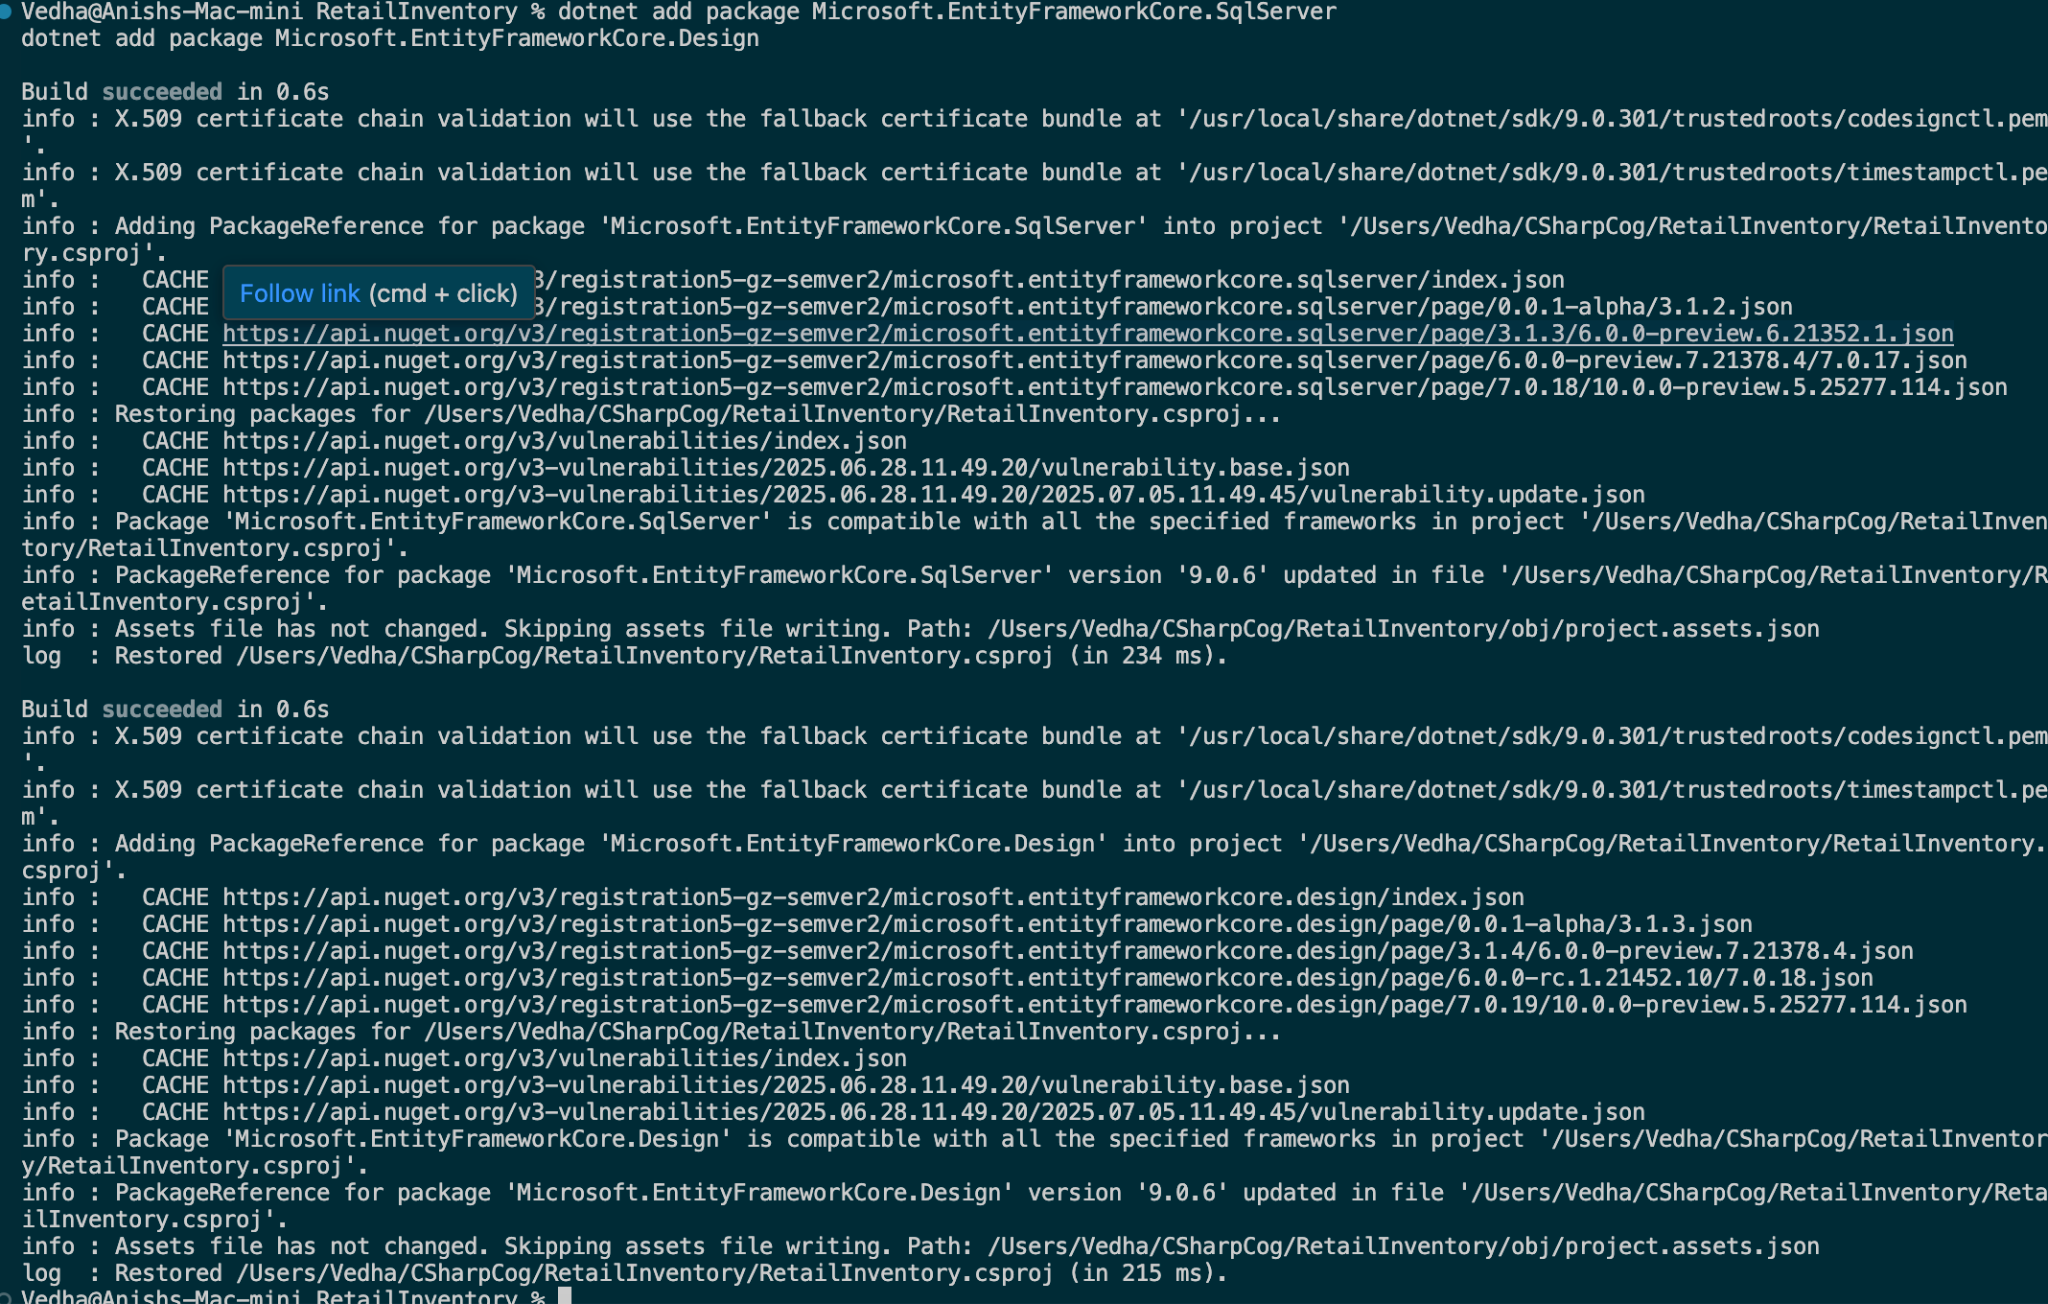 Vedha@Anishs-Mac-mini RetailInventory % dotnet add package Microsoft.EntityFrameworkCore.SqlServer
dotnet add package Microsoft.EntityFrameworkCore.Design
Build succeeded in 0.6s
info : X.509 certificate chain validation will use the fallback certificate bundle at '/usr/local/share/dotnet/sdk/9.0.301/trustedroots/codesignctl.pem
'.
info : X.509 certificate chain validation will use the fallback certificate bundle at '/usr/local/share/dotnet/sdk/9.0.301/trustedroots/timestampctl.pe
m'.
info : Adding PackageReference for package 'Microsoft.EntityFrameworkCore.SqlServer' into project '/Users/Vedha/CSharpCog/RetailInventory/RetailInvento
ry.csproj'.
info :   CACHE 3/registration5-gz-semver2/microsoft.entityframeworkcore.sqlserver/index.json
Follow link (cmd + click)
info :   CACHE 3/registration5-gz-semver2/microsoft.entityframeworkcore.sqlserver/page/0.0.1-alpha/3.1.2.json
info :   CACHE https://api.nuget.org/v3/registration5-gz-semver2/microsoft.entityframeworkcore.sqlserver/page/3.1.3/6.0.0-preview.6.21352.1.json
info :   CACHE https://api.nuget.org/v3/registration5-gz-semver2/microsoft.entityframeworkcore.sqlserver/page/6.0.0-preview.7.21378.4/7.0.17.json
info :   CACHE https://api.nuget.org/v3/registration5-gz-semver2/microsoft.entityframeworkcore.sqlserver/page/7.0.18/10.0.0-preview.5.25277.114.json
info : Restoring packages for /Users/Vedha/CSharpCog/RetailInventory/RetailInventory.csproj...
info :   CACHE https://api.nuget.org/v3/vulnerabilities/index.json
info :   CACHE https://api.nuget.org/v3-vulnerabilities/2025.06.28.11.49.20/vulnerability.base.json
info :   CACHE https://api.nuget.org/v3-vulnerabilities/2025.06.28.11.49.20/2025.07.05.11.49.45/vulnerability.update.json
info : Package 'Microsoft.EntityFrameworkCore.SqlServer' is compatible with all the specified frameworks in project '/Users/Vedha/CSharpCog/RetailInven
tory/RetailInventory.csproj'.
info : PackageReference for package 'Microsoft.EntityFrameworkCore.SqlServer' version '9.0.6' updated in file '/Users/Vedha/CSharpCog/RetailInventory/R
etailInventory.csproj'.
info : Assets file has not changed. Skipping assets file writing. Path: /Users/Vedha/CSharpCog/RetailInventory/obj/project.assets.json
log  : Restored /Users/Vedha/CSharpCog/RetailInventory/RetailInventory.csproj (in 234 ms).
Build succeeded in 0.6s
info : X.509 certificate chain validation will use the fallback certificate bundle at '/usr/local/share/dotnet/sdk/9.0.301/trustedroots/codesignctl.pem
'.
info : X.509 certificate chain validation will use the fallback certificate bundle at '/usr/local/share/dotnet/sdk/9.0.301/trustedroots/timestampctl.pe
m'.
info : Adding PackageReference for package 'Microsoft.EntityFrameworkCore.Design' into project '/Users/Vedha/CSharpCog/RetailInventory/RetailInventory.
csproj'.
info :   CACHE https://api.nuget.org/v3/registration5-gz-semver2/microsoft.entityframeworkcore.design/index.json
info :   CACHE https://api.nuget.org/v3/registration5-gz-semver2/microsoft.entityframeworkcore.design/page/0.0.1-alpha/3.1.3.json
info :   CACHE https://api.nuget.org/v3/registration5-gz-semver2/microsoft.entityframeworkcore.design/page/3.1.4/6.0.0-preview.7.21378.4.json
info :   CACHE https://api.nuget.org/v3/registration5-gz-semver2/microsoft.entityframeworkcore.design/page/6.0.0-rc.1.21452.10/7.0.18.json
info :   CACHE https://api.nuget.org/v3/registration5-gz-semver2/microsoft.entityframeworkcore.design/page/7.0.19/10.0.0-preview.5.25277.114.json
info : Restoring packages for /Users/Vedha/CSharpCog/RetailInventory/RetailInventory.csproj...
info :   CACHE https://api.nuget.org/v3/vulnerabilities/index.json
info :   CACHE https://api.nuget.org/v3-vulnerabilities/2025.06.28.11.49.20/vulnerability.base.json
info :   CACHE https://api.nuget.org/v3-vulnerabilities/2025.06.28.11.49.20/2025.07.05.11.49.45/vulnerability.update.json
info : Package 'Microsoft.EntityFrameworkCore.Design' is compatible with all the specified frameworks in project '/Users/Vedha/CSharpCog/RetailInventor
y/RetailInventory.csproj'.
info : PackageReference for package 'Microsoft.EntityFrameworkCore.Design' version '9.0.6' updated in file '/Users/Vedha/CSharpCog/RetailInventory/Reta
ilInventory.csproj'.
info : Assets file has not changed. Skipping assets file writing. Path: /Users/Vedha/CSharpCog/RetailInventory/obj/project.assets.json
log  : Restored /Users/Vedha/CSharpCog/RetailInventory/RetailInventory.csproj (in 215 ms).
Vedha@Anishs-Mac-mini RetailInventory %